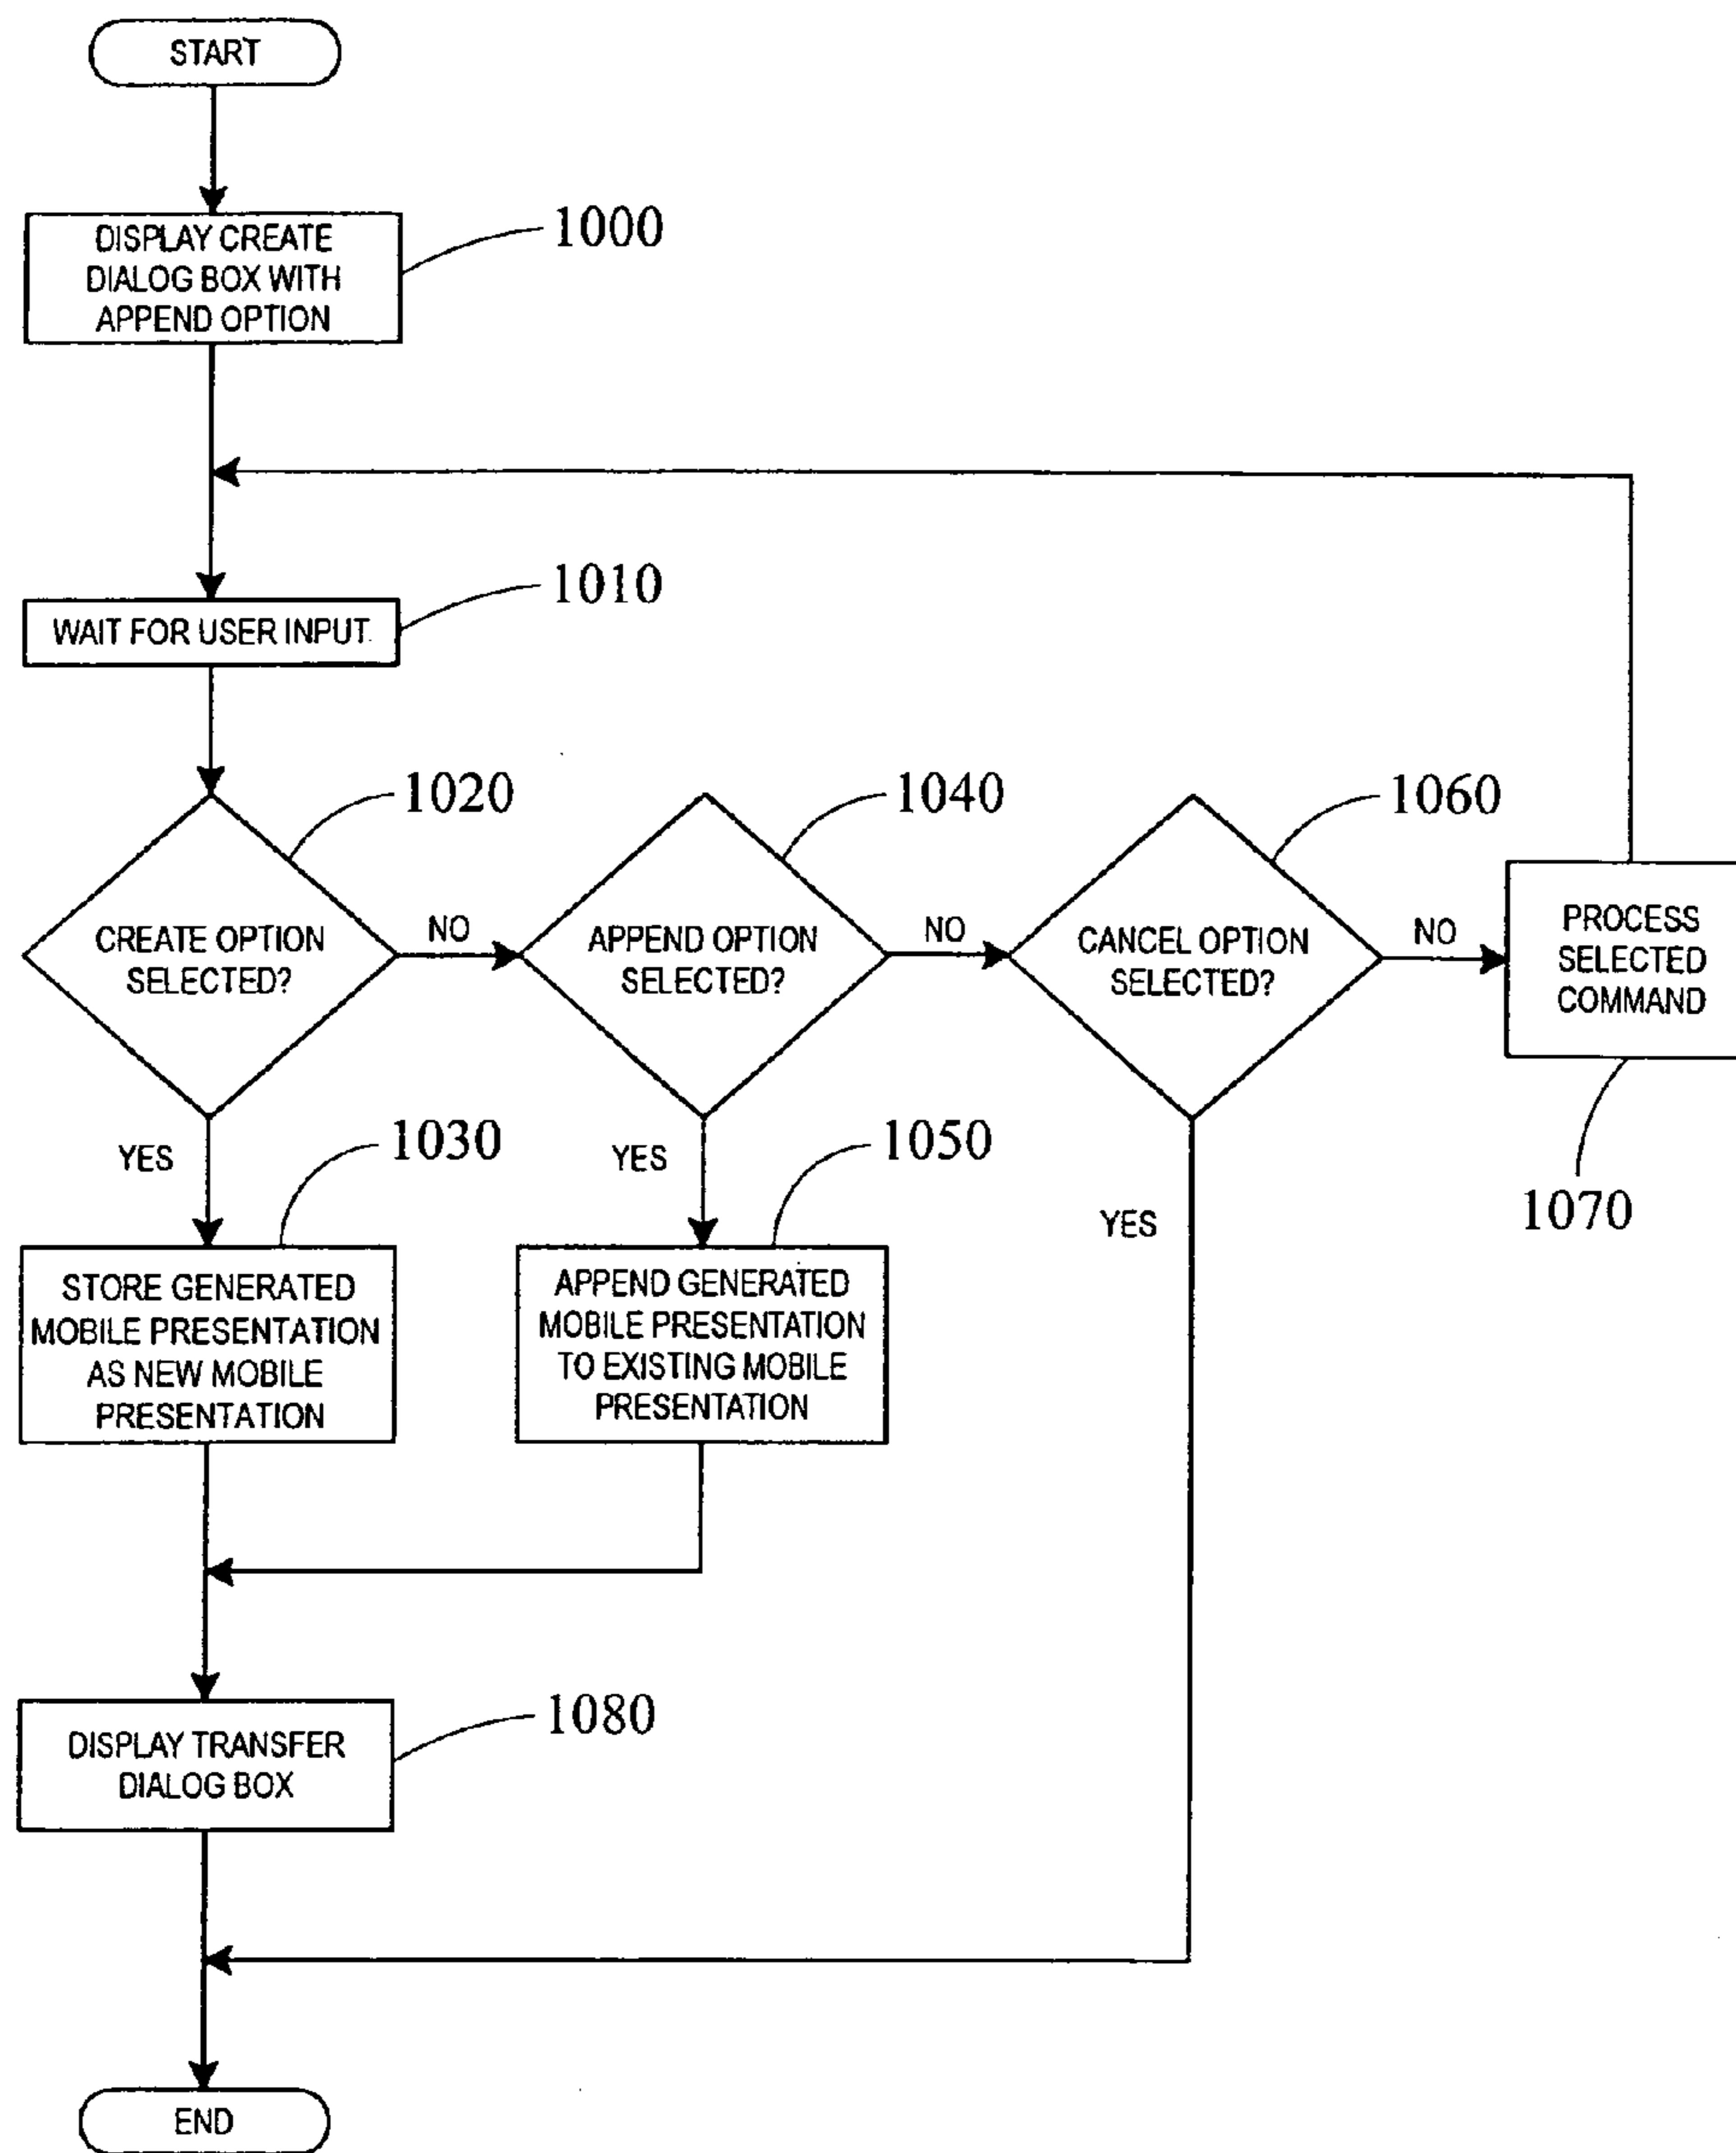 START
DISPLAY CREATE
DIALOG BOX WITH
APPEND OPTION
1000
WAIT FOR USER INPUT.
1010
1020
CREATE OPTION
SELECTED?
NO
1040
APPEND OPTION
SELECTED?
NO
1060
CANCEL OPTION
SELECTED?
NO
PROCESS
SELECTED
COMMAND
1070
YES
1030
STORE GENERATED
MOBILE PRESENTATION
AS NEW MOBILE
PRESENTATION
YES
1050
APPEND GENERATED
MOBILE PRESENTATION
TO EXISTING MOBILE
PRESENTATION
YES
DISPLAY TRANSFER
DIALOG BOX
1080
END